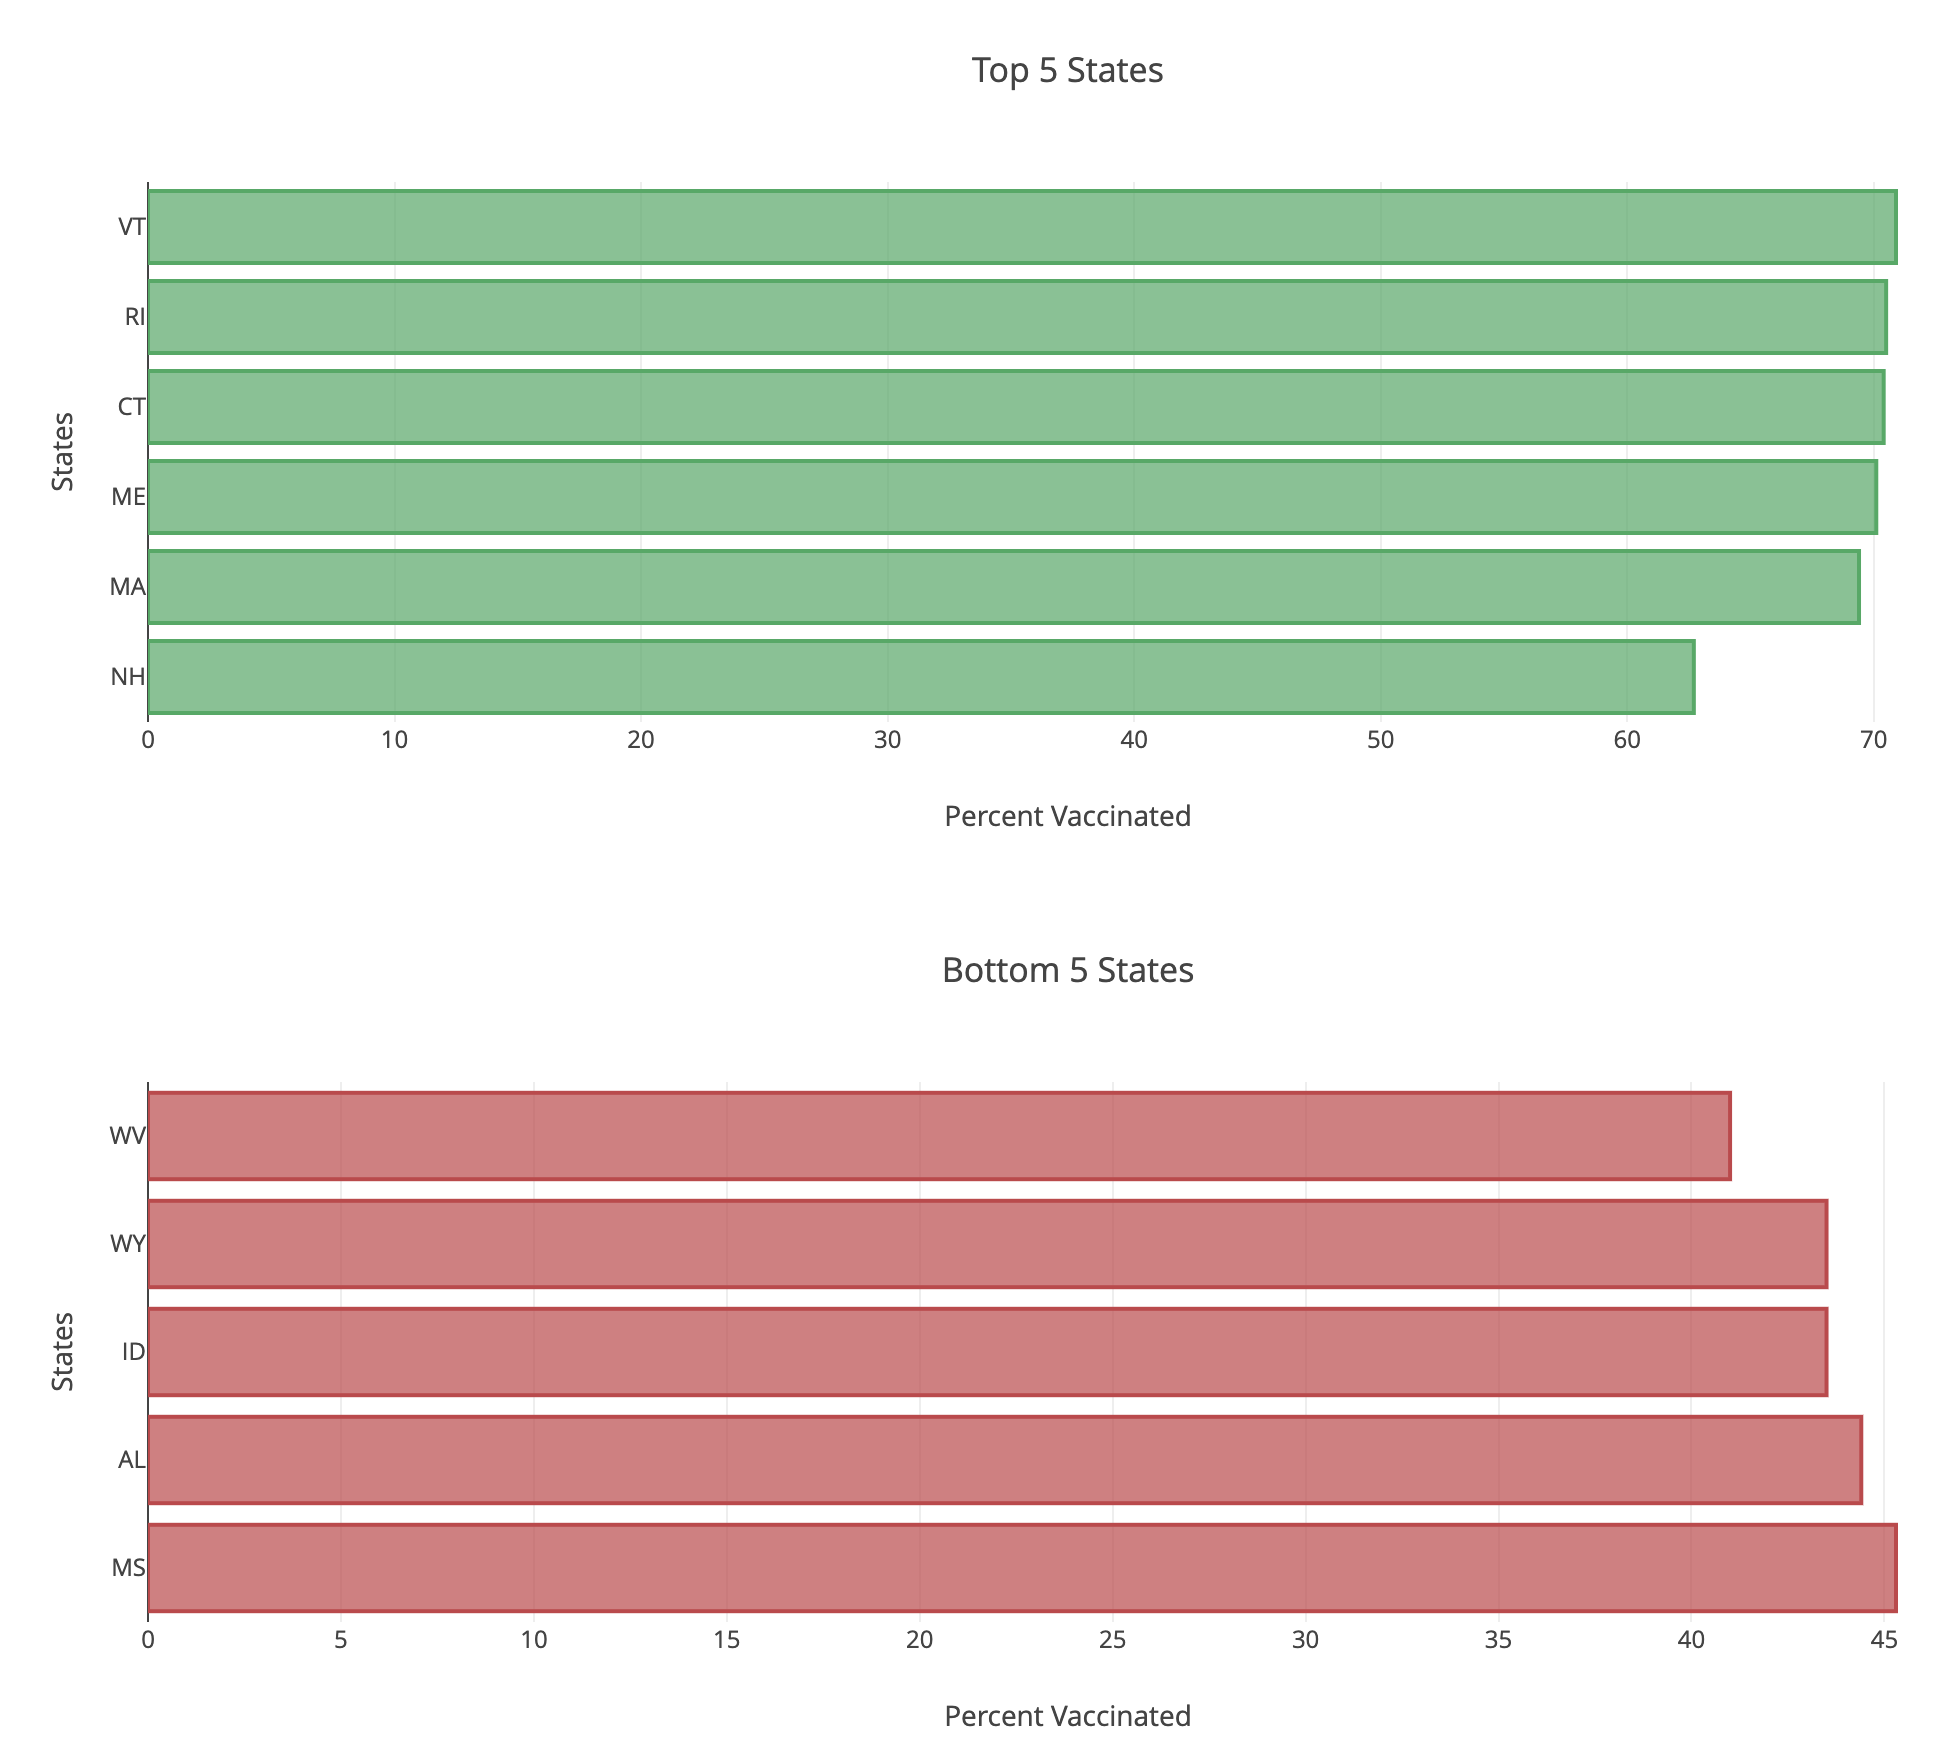 Top 5 States
States
VT
RI
CT
ME
MA
NH
0 10 20 30 40 50 60 70
Percent Vaccinated
Bottom 5 States
States
WV
WY
ID
AL
MS
0 5 10 15 20 25 30 35 40 45
Percent Vaccinated